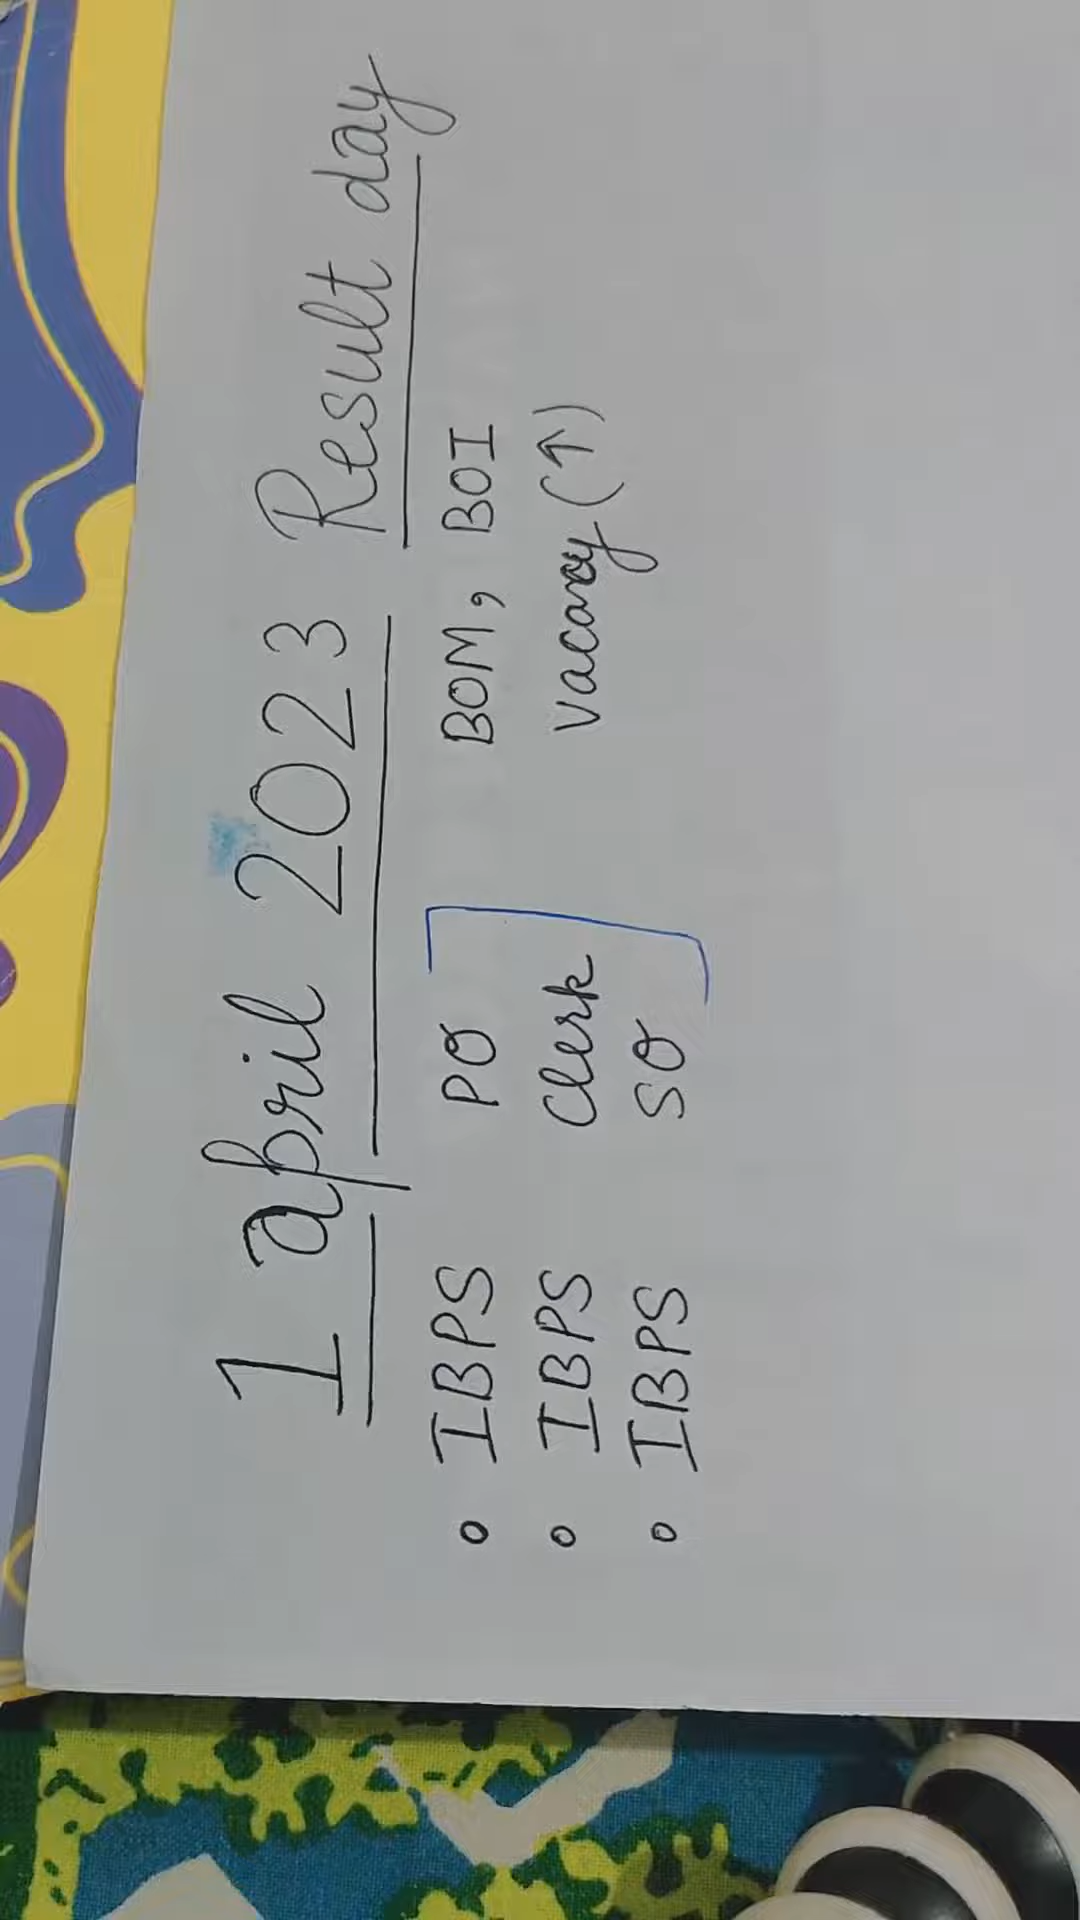 1 april 2023 Result day
• IBPS PO BOM, BOI
• IBPS Clerk vacancy (↑)
• IBPS SO